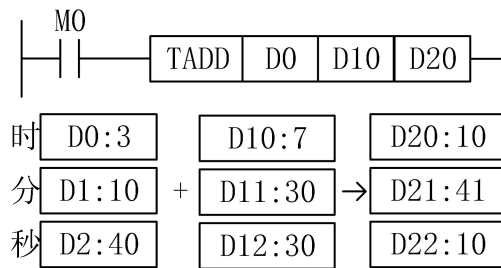 M0
TADD D0 D10 D20
时 D0:3 D10:7 D20:10
分 D1:10 + D11:30 → D21:41
秒 D2:40 D12:30 D22:10